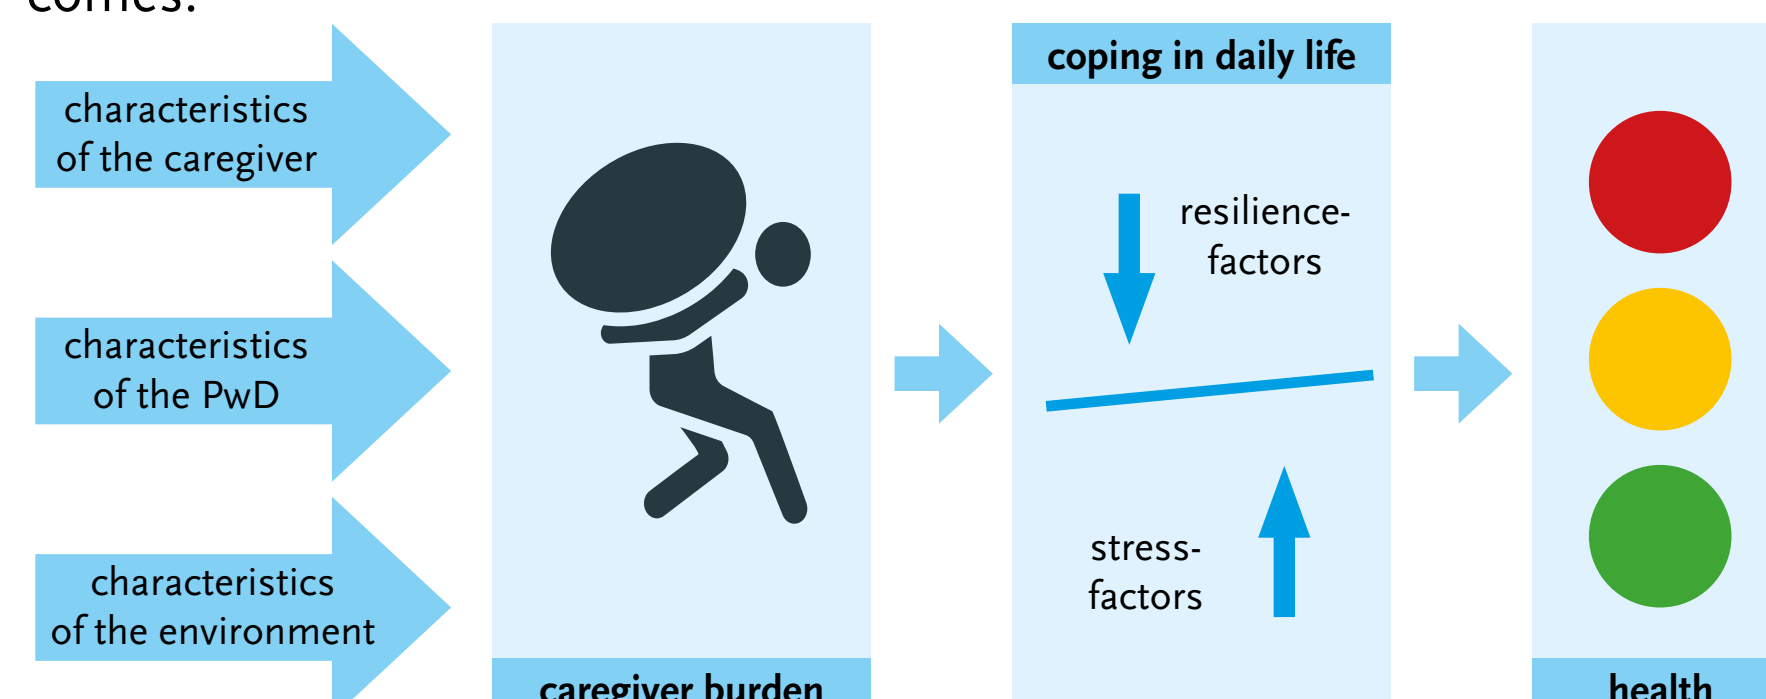 comes.
characteristics
of the caregiver
characteristics
of the PwD
characteristics
of the environment
caregiver burden
coping in daily life
resilience-
factors
stress-
factors
health